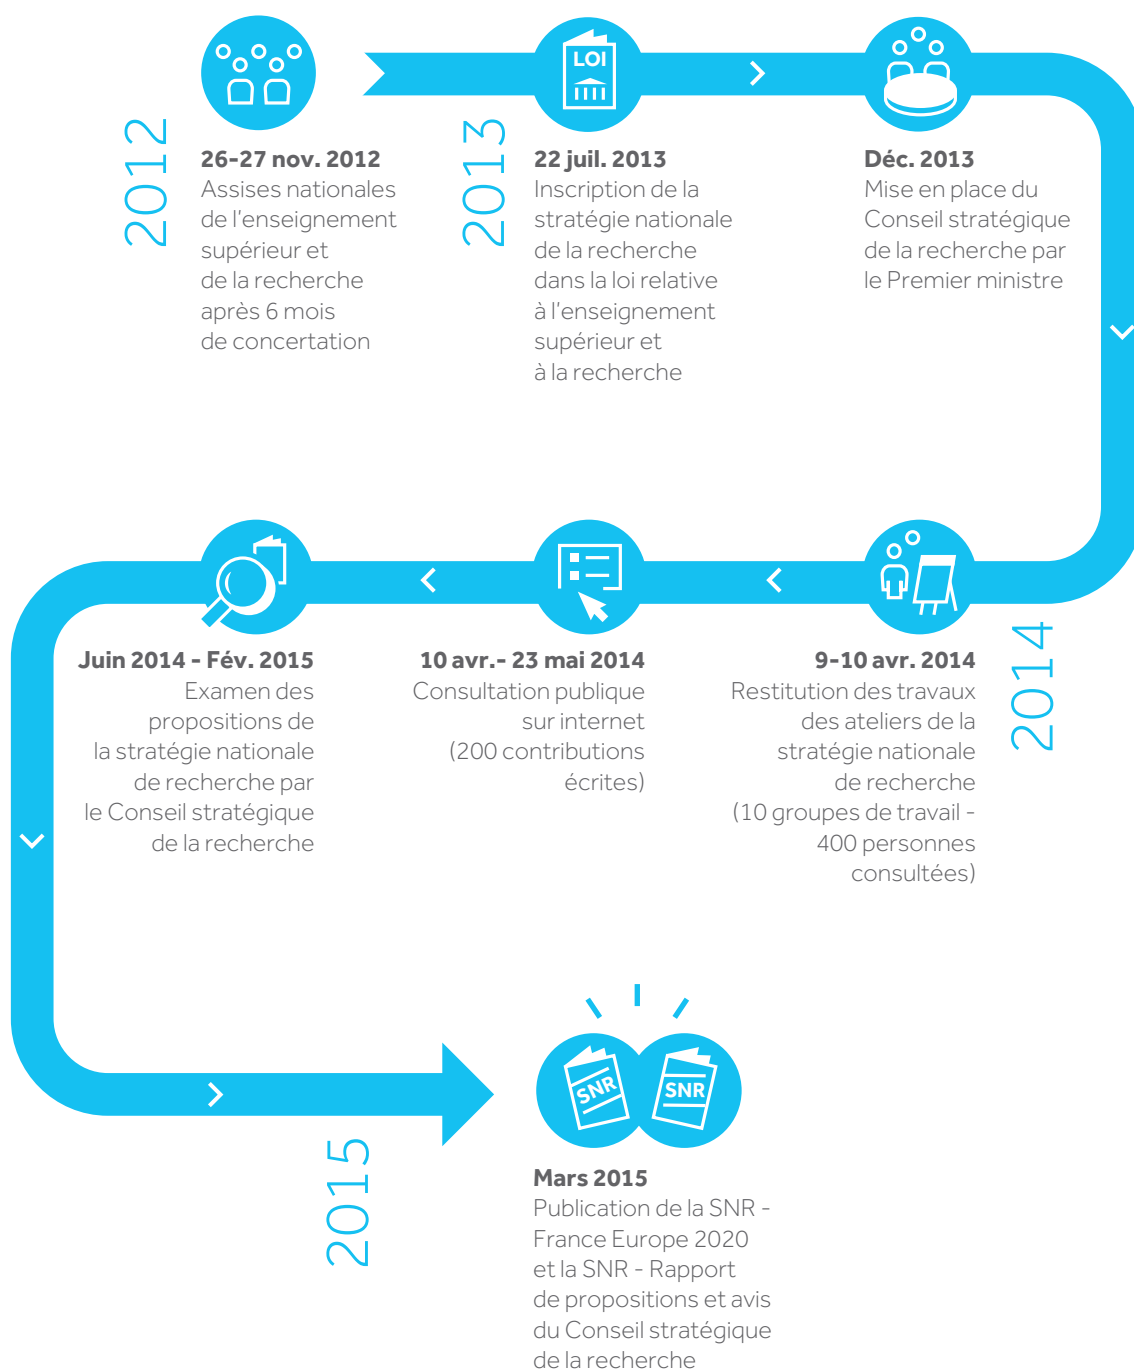 2012
26-27 nov. 2012
Assises nationales
de l'enseignement
supérieur et
de la recherche
après 6 mois
de concertation
2013
LOI
22 juil. 2013
Inscription de la
stratégie nationale
de la recherche
dans la loi relative
à l'enseignement
supérieur et
à la recherche
Déc. 2013
Mise en place du
Conseil stratégique
de la recherche par
le Premier ministre
2014
9-10 avr. 2014
Restitution des travaux
des ateliers de la
stratégie nationale
de recherche
(10 groupes de travail -
400 personnes
consultées)
10 avr.- 23 mai 2014
Consultation publique
sur internet
(200 contributions
écrites)
Juin 2014 - Fév. 2015
Examen des
propositions de
la stratégie nationale
de recherche par
le Conseil stratégique
de la recherche
2015
SNR
SNR
Mars 2015
Publication de la SNR -
France Europe 2020
et la SNR - Rapport
de propositions et avis
du Conseil stratégique
de la recherche